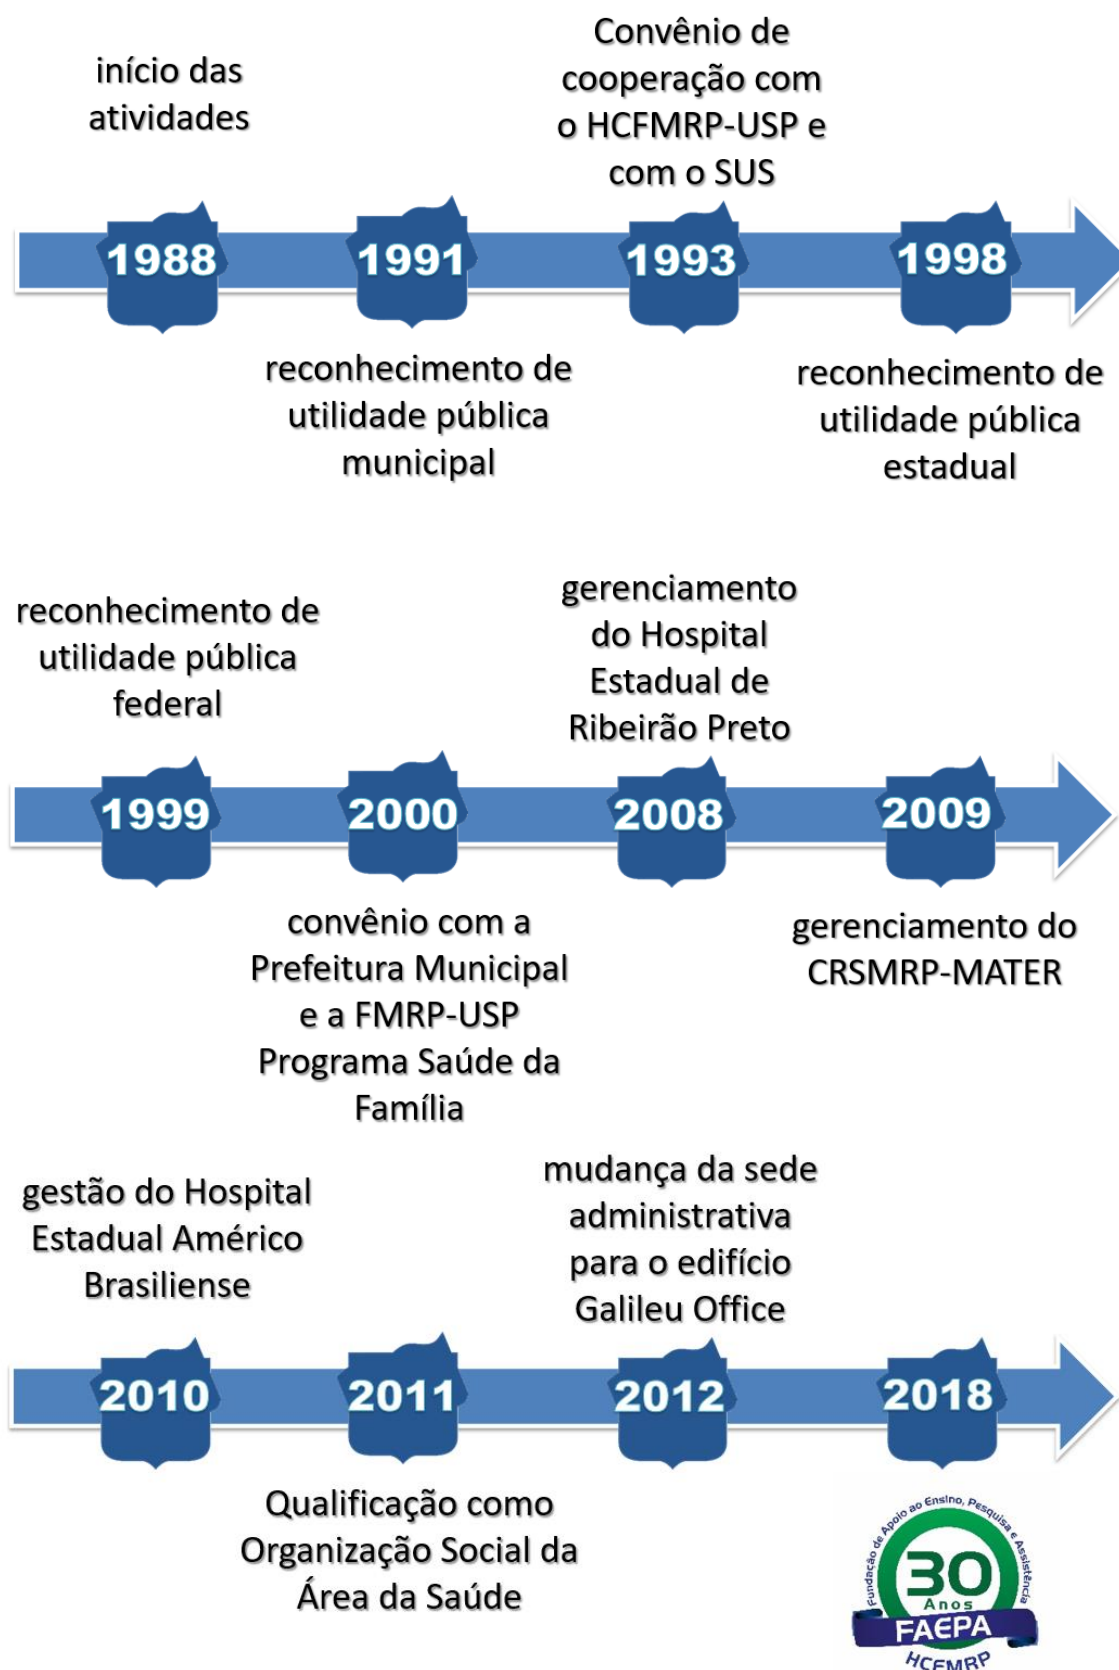 início das
atividades
Convênio de
cooperação com
o HCFMRP-USP e
com o SUS
1988
1991
1993
1998
reconhecimento de
utilidade pública
municipal
reconhecimento de
utilidade pública
estadual
reconhecimento de
utilidade pública
federal
gerenciamento
do Hospital
Estadual de
Ribeirão Preto
1999
2000
2008
2009
convênio com a
Prefeitura Municipal
e a FMRP-USP
Programa Saúde da
Família
gerenciamento do
CRSMRP-MATER
gestão do Hospital
Estadual Américo
Brasiliense
mudança da sede
administrativa
para o edifício
Galileu Office
2010
2011
2012
2018
Qualificação como
Organização Social da
Área da Saúde
Fundação de Apoio ao Ensino, Pesquisa e Assistência
30
Anos
FAEPA
HCFMRP